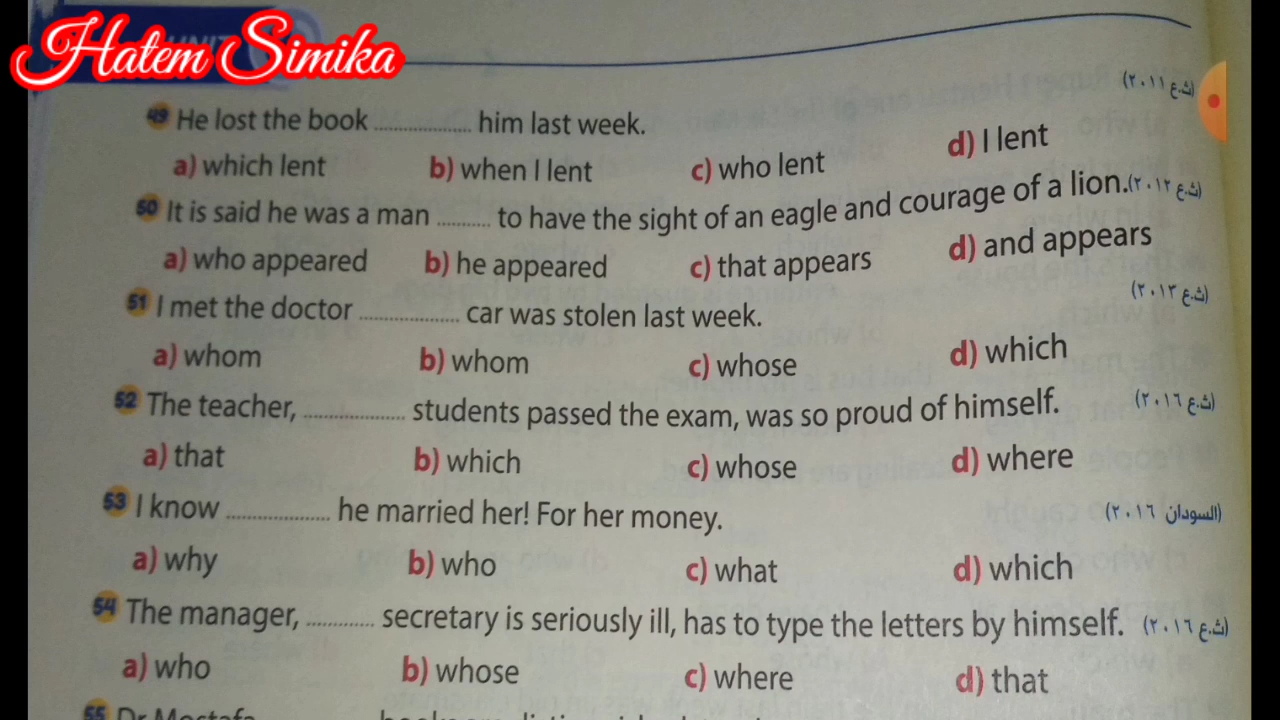 Hatem Simika
UNIT
(ث.ع ٢٠١١)
49 He lost the book .................. him last week.
a) which lent b) when I lent c) who lent d) I lent
50 It is said he was a man .......... to have the sight of an eagle and courage of a lion. (ث.ع ٢٠١٢)
a) who appeared b) he appeared c) that appears d) and appears
(ث.ع ٢٠١٣)
51 I met the doctor .................. car was stolen last week.
a) whom b) whom c) whose d) which
52 The teacher, .................. students passed the exam, was so proud of himself. (ث.ع ٢٠١٦)
a) that b) which c) whose d) where
53 I know .................. he married her! For her money. (السودان ٢٠١٦)
a) why b) who c) what d) which
54 The manager, ............ secretary is seriously ill, has to type the letters by himself. (ث.ع ٢٠١٦)
a) who b) whose c) where d) that
55 Dr Mostafa